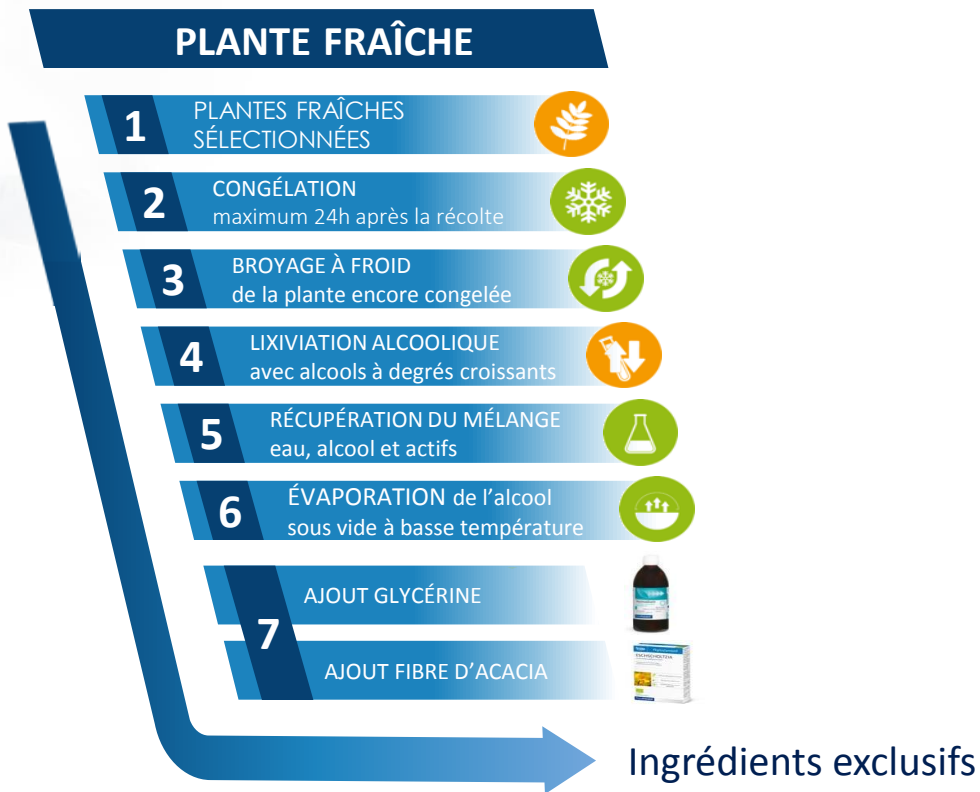 PLANTE FRAÎCHE
1
PLANTES FRAÎCHES
SÉLECTIONNÉES
2
CONGÉLATION
maximum 24h après la récolte
3
BROYAGE À FROID
de la plante encore congelée
4
LIXIVIATION ALCOOLIQUE
avec alcools à degrés croissants
5
RÉCUPÉRATION DU MÉLANGE
eau, alcool et actifs
6
ÉVAPORATION de l’alcool
sous vide à basse température
7
AJOUT GLYCÉRINE
AJOUT FIBRE D’ACACIA
ESCHSCHOLTZIA
Ingrédients exclusifs